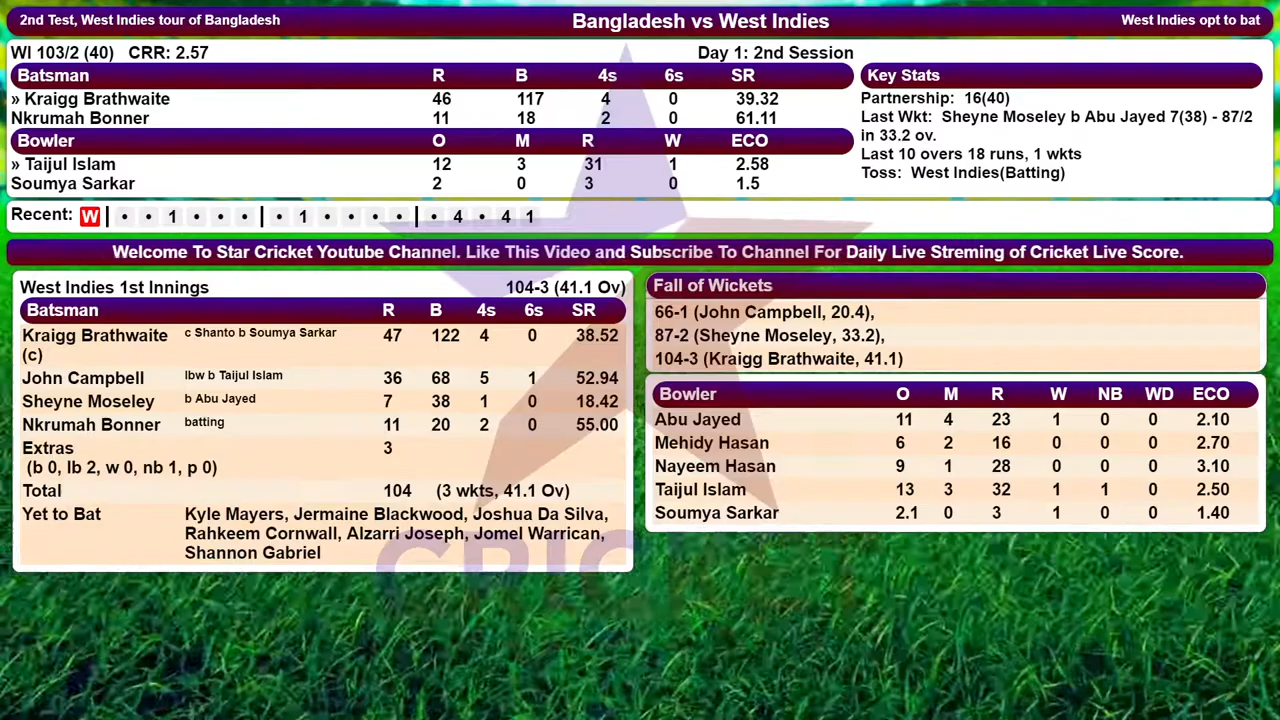 2nd Test, West Indies tour of Bangladesh Bangladesh vs West Indies West Indies opt to bat
WI 103/2 (40) CRR: 2.57 Day 1: 2nd Session
Batsman R B 4s 6s SR
» Kraigg Brathwaite 46 117 4 0 39.32
Nkrumah Bonner 11 18 2 0 61.11
Bowler O M R W ECO
» Taijul Islam 12 3 31 1 2.58
Soumya Sarkar 2 0 3 0 1.5
Key Stats
Partnership: 16(40)
Last Wkt: Sheyne Moseley b Abu Jayed 7(38) - 87/2
in 33.2 ov.
Last 10 overs 18 runs, 1 wkts
Toss: West Indies(Batting)
Recent: W | • • 1 • • • | • 1 • • • • | • 4 • 4 1
Welcome To Star Cricket Youtube Channel. Like This Video and Subscribe To Channel For Daily Live Streming of Cricket Live Score.
West Indies 1st Innings 104-3 (41.1 Ov)
Batsman R B 4s 6s SR
Kraigg Brathwaite c Shanto b Soumya Sarkar 47 122 4 0 38.52
(c)
John Campbell lbw b Taijul Islam 36 68 5 1 52.94
Sheyne Moseley b Abu Jayed 7 38 1 0 18.42
Nkrumah Bonner batting 11 20 2 0 55.00
Extras 3
(b 0, lb 2, w 0, nb 1, p 0)
Total 104 (3 wkts, 41.1 Ov)
Yet to Bat Kyle Mayers, Jermaine Blackwood, Joshua Da Silva,
Rahkeem Cornwall, Alzarri Joseph, Jomel Warrican,
Shannon Gabriel
Fall of Wickets
66-1 (John Campbell, 20.4),
87-2 (Sheyne Moseley, 33.2),
104-3 (Kraigg Brathwaite, 41.1)
Bowler O M R W NB WD ECO
Abu Jayed 11 4 23 1 0 0 2.10
Mehidy Hasan 6 2 16 0 0 0 2.70
Nayeem Hasan 9 1 28 0 0 0 3.10
Taijul Islam 13 3 32 1 1 0 2.50
Soumya Sarkar 2.1 0 3 1 0 0 1.40